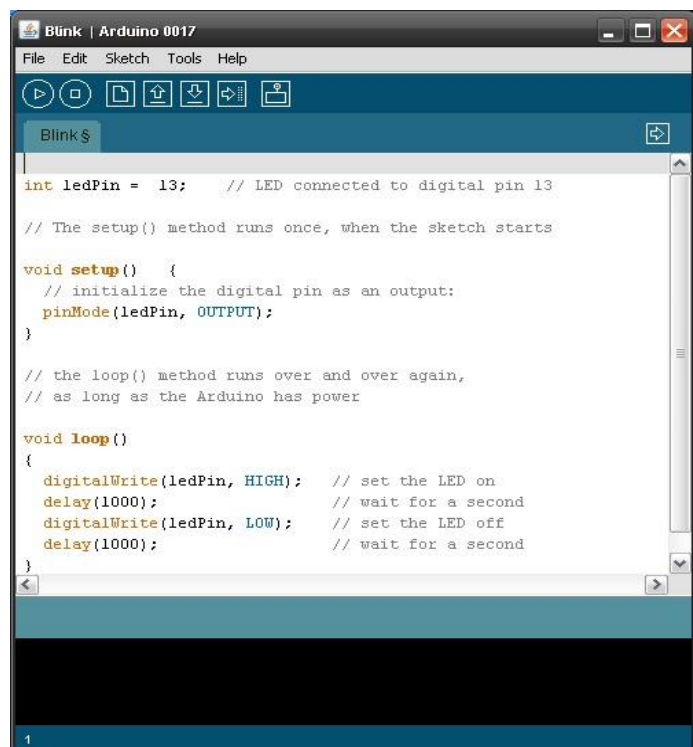 Blink | Arduino 0017
File Edit Sketch Tools Help
Blink §
int ledPin =  13;    // LED connected to digital pin 13
// The setup() method runs once, when the sketch starts
void setup()   {
  // initialize the digital pin as an output:
  pinMode(ledPin, OUTPUT);
}
// the loop() method runs over and over again,
// as long as the Arduino has power
void loop()
{
  digitalWrite(ledPin, HIGH);   // set the LED on
  delay(1000);                  // wait for a second
  digitalWrite(ledPin, LOW);    // set the LED off
  delay(1000);                  // wait for a second
}
1